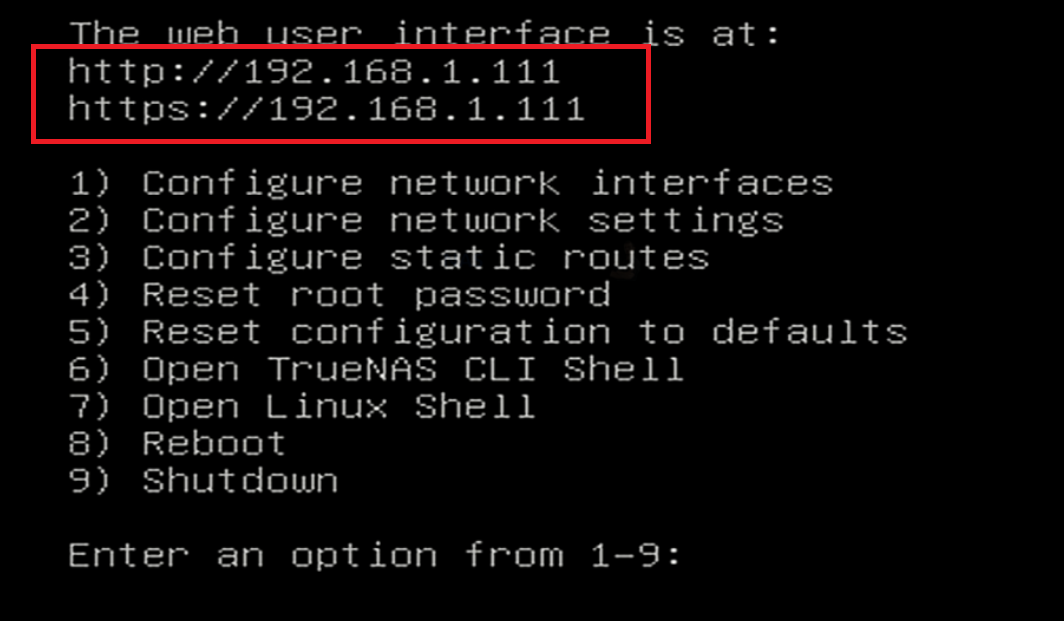 The web user interface is at:
http://192.168.1.111
https://192.168.1.111
1) Configure network interfaces
2) Configure network settings
3) Configure static routes
4) Reset root password
5) Reset configuration to defaults
6) Open TrueNAS CLI Shell
7) Open Linux Shell
8) Reboot
9) Shutdown
Enter an option from 1-9: